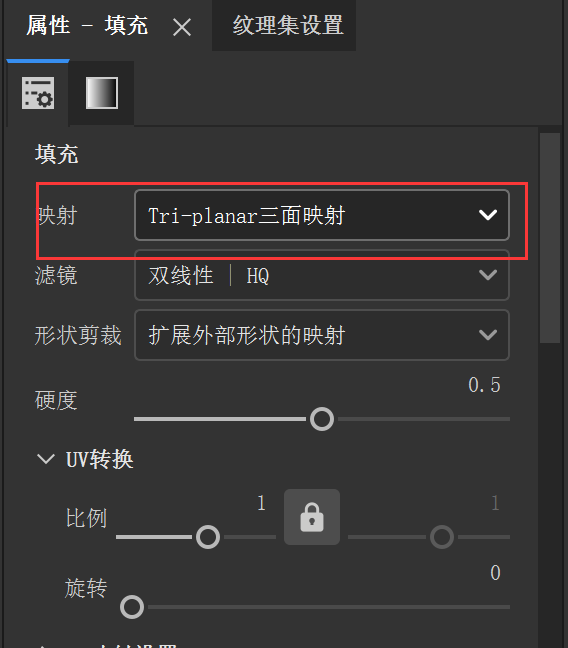 属性 - 填充 纹理集设置
填充
映射 Tri-planar三面映射
滤镜 双线性 | HQ
形状剪裁 扩展外部形状的映射
0.5
硬度
UV转换
1 1
比例
0
旋转